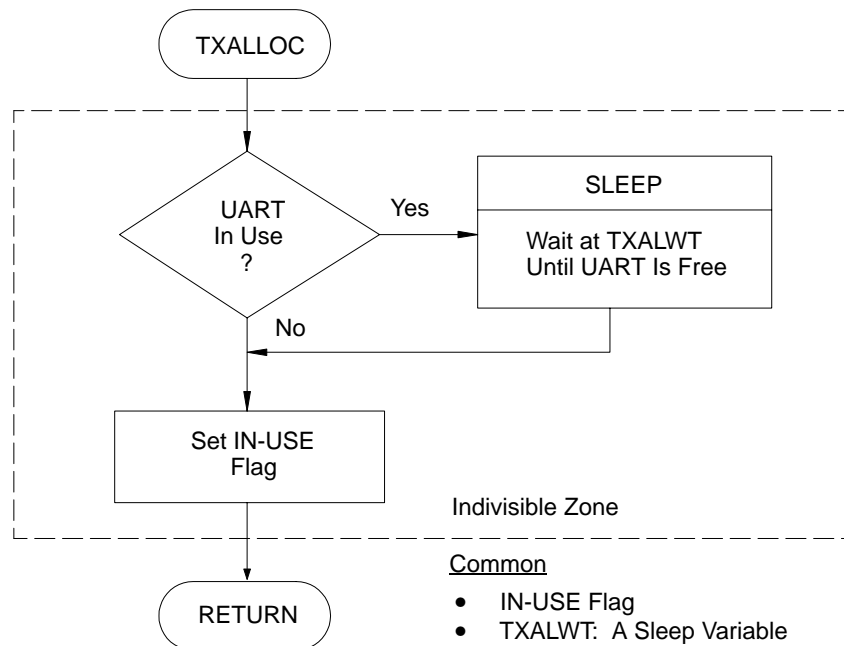 TXALLOC
UART
In Use
?
Yes
SLEEP
Wait at TXALWT
Until UART Is Free
No
Set IN-USE
Flag
Indivisible Zone
RETURN
Common
● IN-USE Flag
● TXALWT: A Sleep Variable